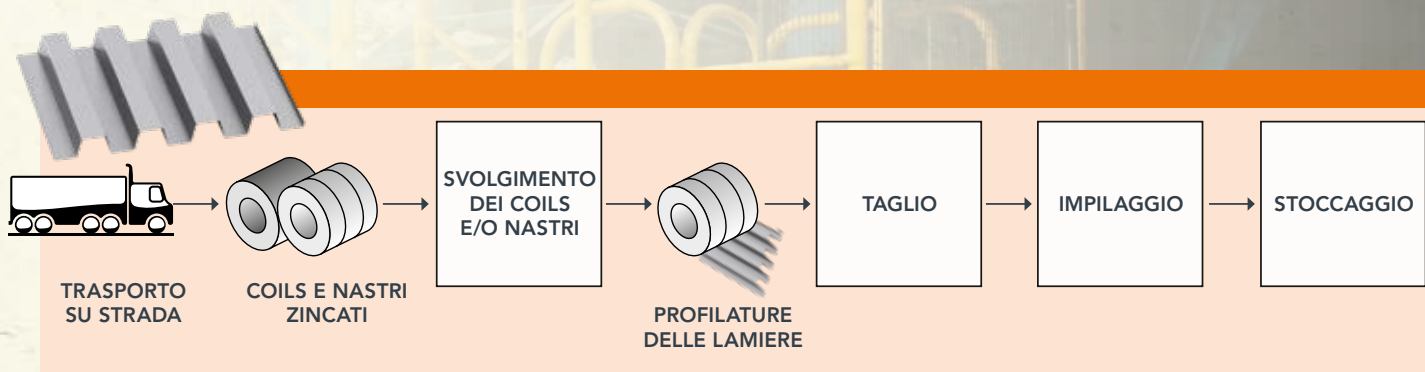 TRASPORTO
SU STRADA
COILS E NASTRI
ZINCATI
SVOLGIMENTO
DEI COILS
E/O NASTRI
PROFILATURE
DELLE LAMIERE
TAGLIO
IMPILAGGIO
STOCCAGGIO